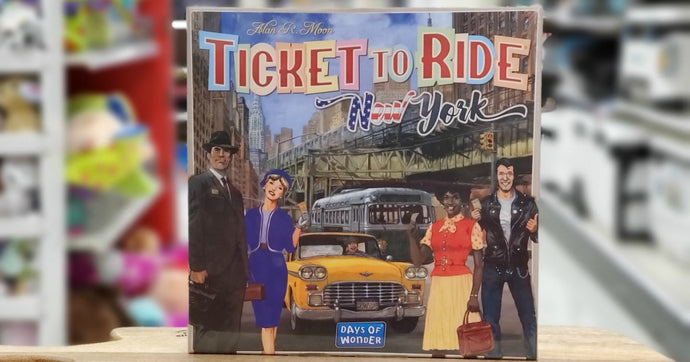 Alan R. Moon
TICKET TO RIDE
New York
DAYS OF
WONDER